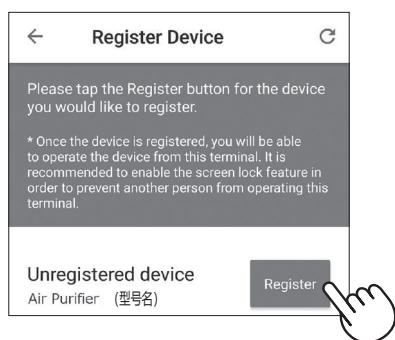 Register Device
Please tap the Register button for the device
you would like to register.
* Once the device is registered, you will be able
to operate the device from this terminal. It is
recommended to enable the screen lock feature in
order to prevent another person from operating this
terminal.
Unregistered device
Air Purifier (型号名)
Register